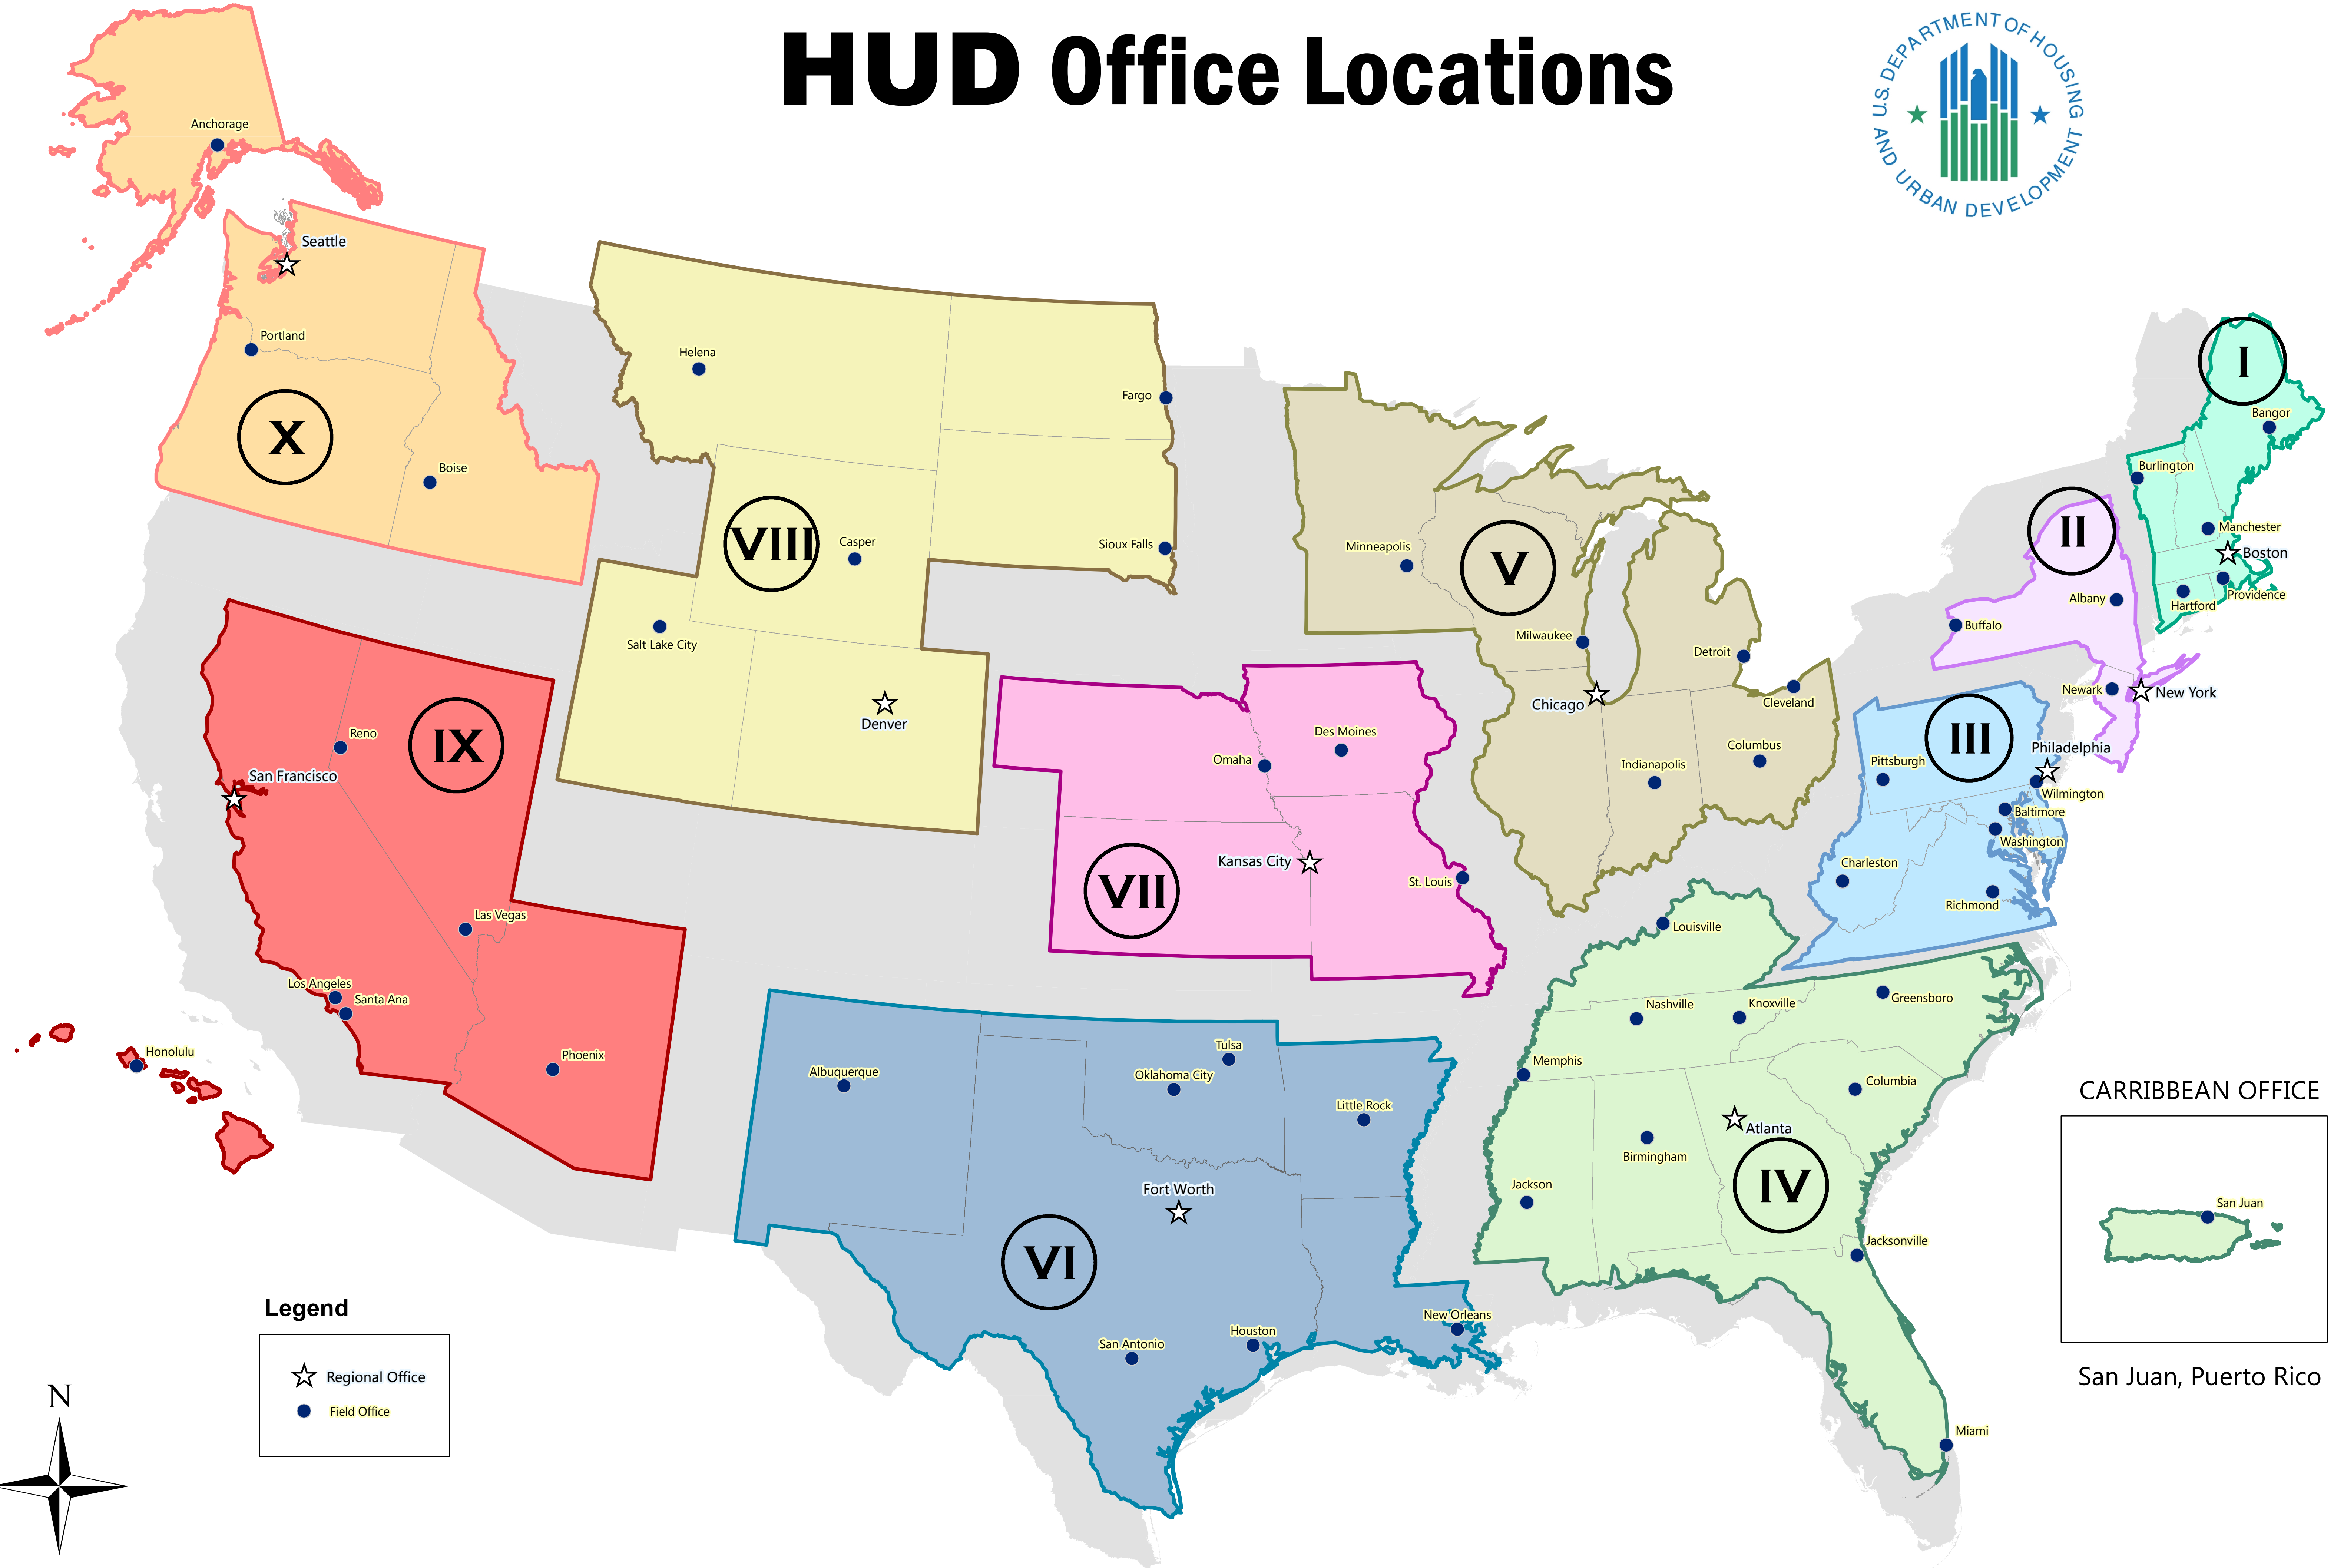 HUD Office Locations
U.S. DEPARTMENT OF HOUSING
AND URBAN DEVELOPMENT
Anchorage
Seattle
Portland
X
Boise
Helena
Fargo
VIII
Casper
Sioux Falls
Salt Lake City
Denver
IX
Reno
San Francisco
Las Vegas
Los Angeles
Santa Ana
Phoenix
Honolulu
Minneapolis
V
Milwaukee
Detroit
Chicago
Cleveland
Columbus
Indianapolis
Des Moines
Omaha
Kansas City
VII
St. Louis
I
Bangor
Burlington
Manchester
Boston
Providence
Hartford
II
Albany
Buffalo
Newark
New York
III
Philadelphia
Pittsburgh
Wilmington
Baltimore
Washington
Charleston
Richmond
Louisville
Nashville
Knoxville
Greensboro
Memphis
Columbia
Atlanta
Birmingham
IV
Jackson
Jacksonville
Miami
Albuquerque
Tulsa
Oklahoma City
Little Rock
Fort Worth
VI
New Orleans
Houston
San Antonio
CARRIBBEAN OFFICE
San Juan
San Juan, Puerto Rico
Legend
Regional Office
Field Office
N